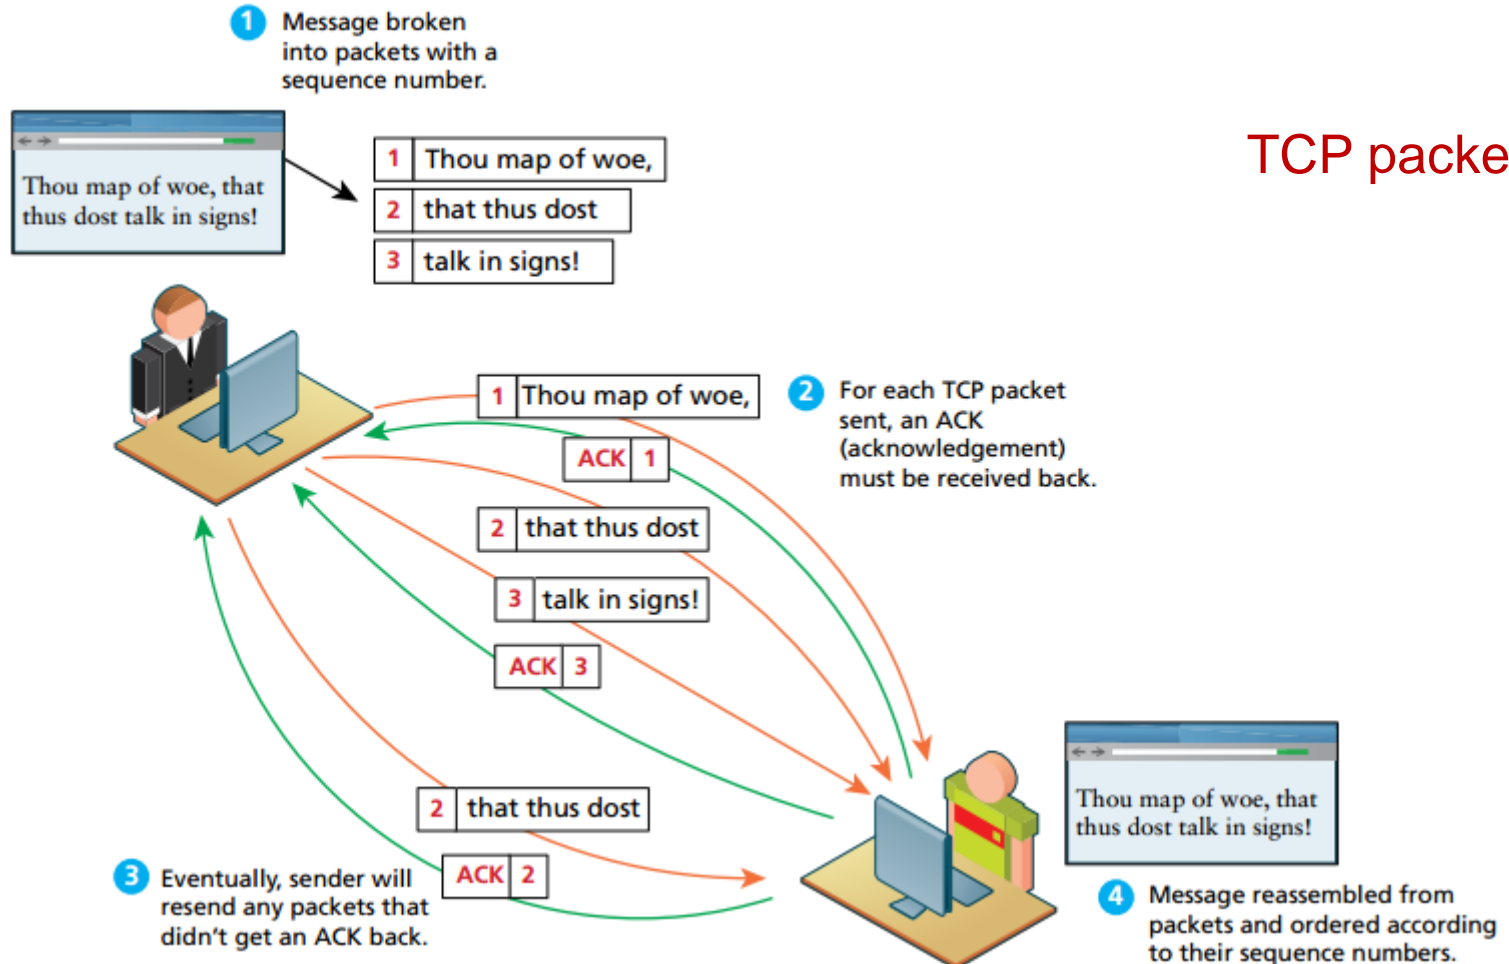 1 Message broken
into packets with a
sequence number.
TCP packe
Thou map of woe, that
thus dost talk in signs!
1 Thou map of woe,
2 that thus dost
3 talk in signs!
1 Thou map of woe,
ACK 1
2 For each TCP packet
sent, an ACK
(acknowledgement)
must be received back.
2 that thus dost
3 talk in signs!
ACK 3
2 that thus dost
ACK 2
3 Eventually, sender will
resend any packets that
didn't get an ACK back.
Thou map of woe, that
thus dost talk in signs!
4 Message reassembled from
packets and ordered according
to their sequence numbers.